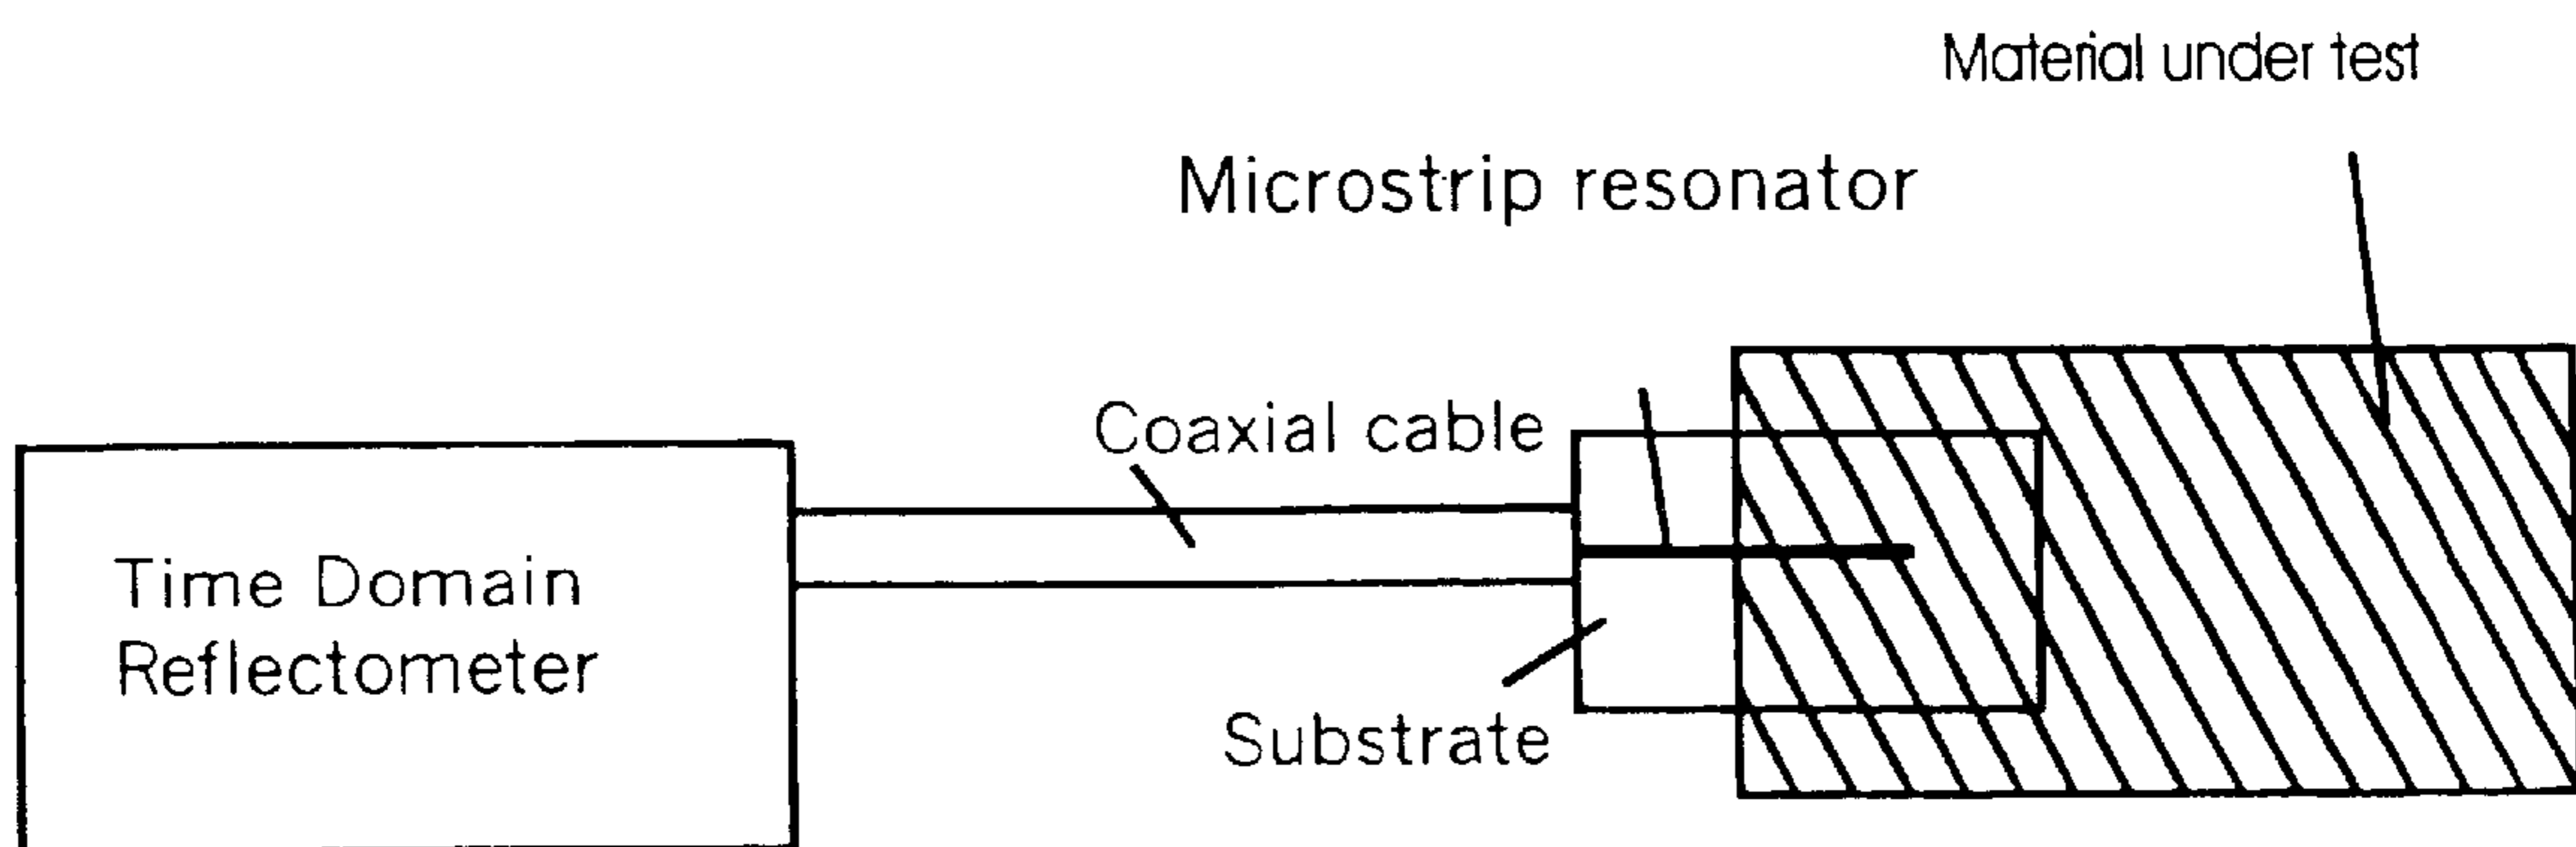 Material under test
Microstrip resonator
Coaxial cable
Time Domain
Reflectometer
Substrate